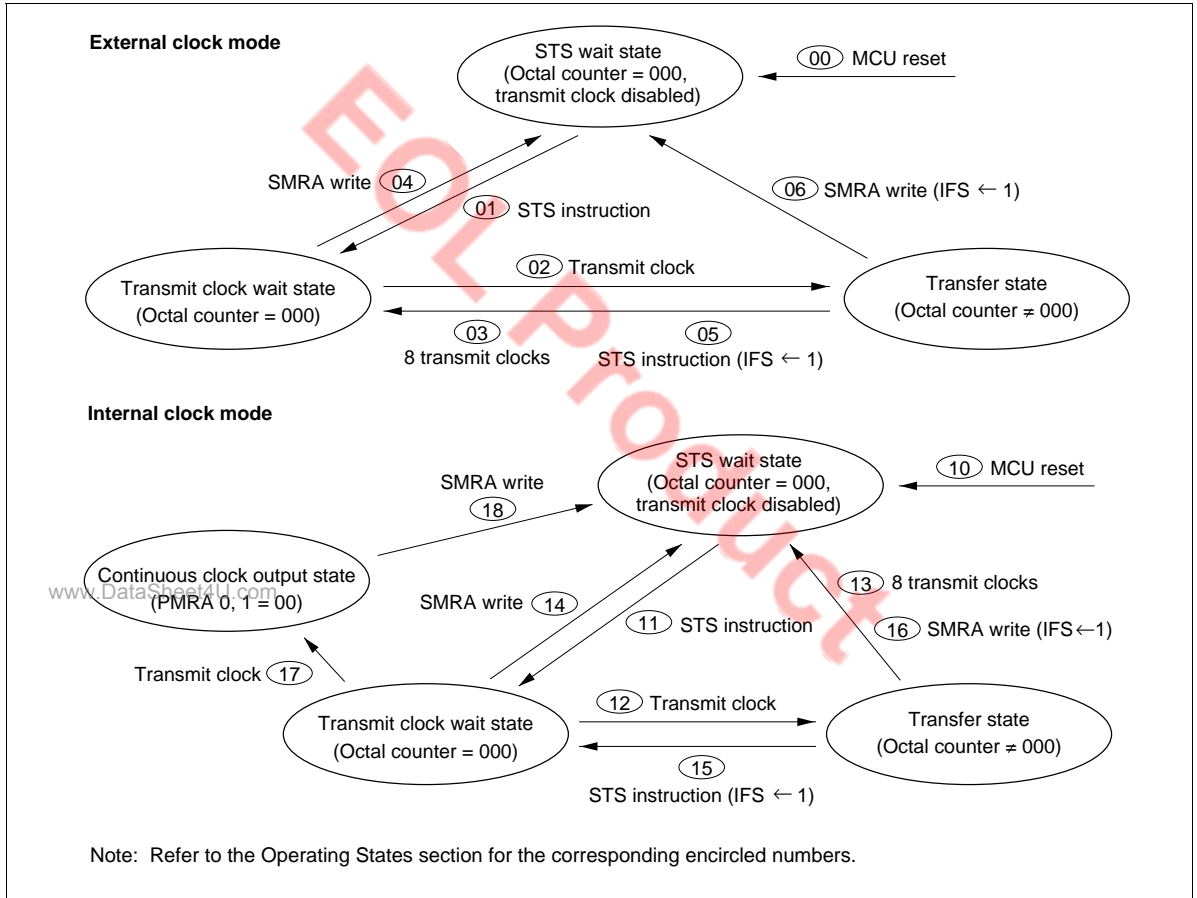 External clock mode
STS wait state
(Octal counter = 000,
transmit clock disabled)
00 MCU reset
SMRA write 04
01 STS instruction
06 SMRA write (IFS ← 1)
Transmit clock wait state
(Octal counter = 000)
02 Transmit clock
Transfer state
(Octal counter ≠ 000)
03
8 transmit clocks
05
STS instruction (IFS ← 1)
Internal clock mode
STS wait state
(Octal counter = 000,
transmit clock disabled)
10 MCU reset
SMRA write
18
Continuous clock output state
(PMRA 0, 1 = 00)
www.DataSheet4U.com
SMRA write 14
11 STS instruction
13 8 transmit clocks
16 SMRA write (IFS←1)
Transmit clock 17
Transmit clock wait state
(Octal counter = 000)
12 Transmit clock
Transfer state
(Octal counter ≠ 000)
15
STS instruction (IFS ← 1)
Note: Refer to the Operating States section for the corresponding encircled numbers.
EOL Product